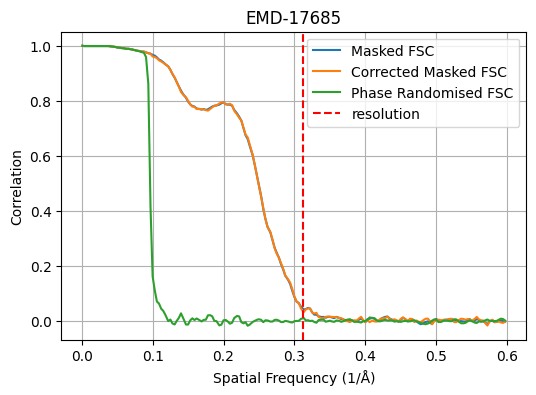 EMD-17685
Masked FSC
Corrected Masked FSC
Phase Randomised FSC
resolution
Correlation
1.0
0.8
0.6
0.4
0.2
0.0
0.0 0.1 0.2 0.3 0.4 0.5 0.6
Spatial Frequency (1/Å)